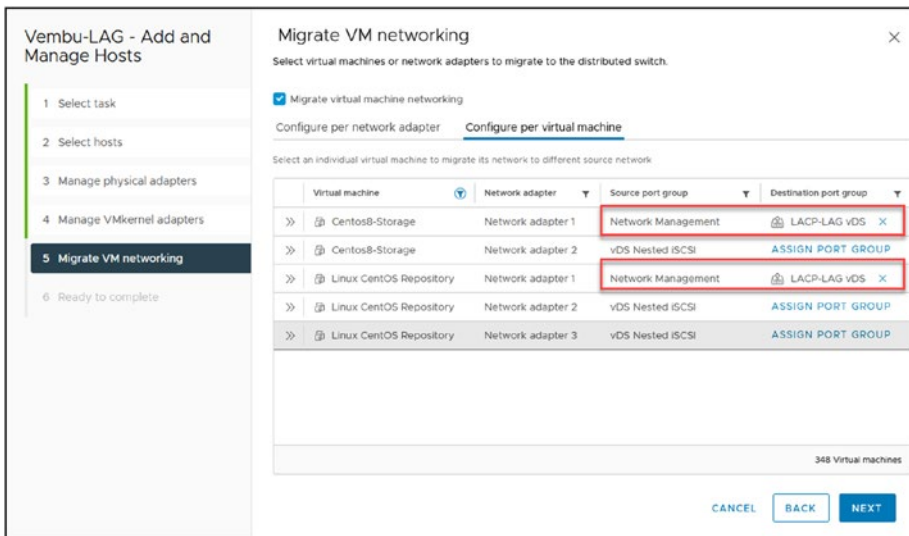 Vembu-LAG - Add and
Manage Hosts
1 Select task
2 Select hosts
3 Manage physical adapters
4 Manage VMkernel adapters
5 Migrate VM networking
6 Ready to complete
Migrate VM networking
Select virtual machines or network adapters to migrate to the distributed switch.
Migrate virtual machine networking
Configure per network adapter Configure per virtual machine
Select an individual virtual machine to migrate its network to different source network
Virtual machine Network adapter Source port group Destination port group
Centos8-Storage Network adapter 1 Network Management LACP-LAG vDS
Centos8-Storage Network adapter 2 vDS Nested iSCSI ASSIGN PORT GROUP
Linux CentOS Repository Network adapter 1 Network Management LACP-LAG vDS
Linux CentOS Repository Network adapter 2 vDS Nested iSCSI ASSIGN PORT GROUP
Linux CentOS Repository Network adapter 3 vDS Nested iSCSI ASSIGN PORT GROUP
348 Virtual machines
CANCEL BACK NEXT